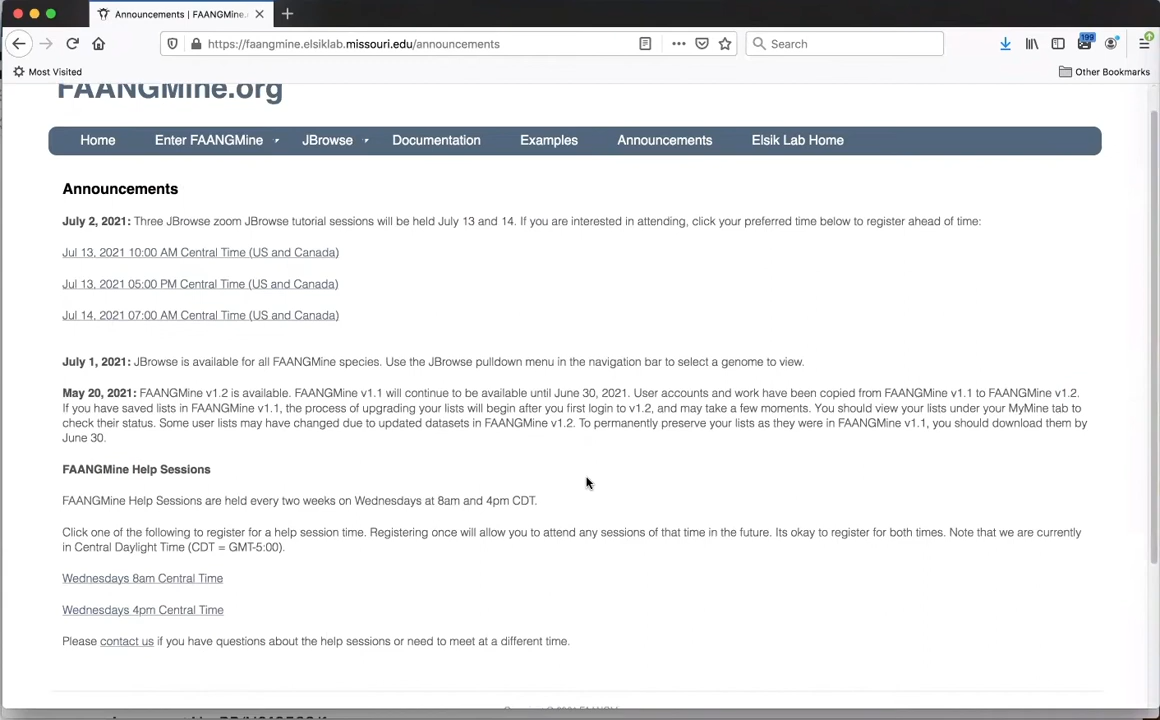 Announcements | FAANGMine.
https://faangmine.elsiklab.missouri.edu/announcements
Search
199
Most Visited
Other Bookmarks
FAANGMine.org
Home Enter FAANGMine JBrowse Documentation Examples Announcements Elsik Lab Home
Announcements
July 2, 2021: Three JBrowse zoom JBrowse tutorial sessions will be held July 13 and 14. If you are interested in attending, click your preferred time below to register ahead of time:
Jul 13, 2021 10:00 AM Central Time (US and Canada)
Jul 13, 2021 05:00 PM Central Time (US and Canada)
Jul 14, 2021 07:00 AM Central Time (US and Canada)
July 1, 2021: JBrowse is available for all FAANGMine species. Use the JBrowse pulldown menu in the navigation bar to select a genome to view.
May 20, 2021: FAANGMine v1.2 is available. FAANGMine v1.1 will continue to be available until June 30, 2021. User accounts and work have been copied from FAANGMine v1.1 to FAANGMine v1.2.
If you have saved lists in FAANGMine v1.1, the process of upgrading your lists will begin after you first login to v1.2, and may take a few moments. You should view your lists under your MyMine tab to
check their status. Some user lists may have changed due to updated datasets in FAANGMine v1.2. To permanently preserve your lists as they were in FAANGMine v1.1, you should download them by
June 30.
FAANGMine Help Sessions
FAANGMine Help Sessions are held every two weeks on Wednesdays at 8am and 4pm CDT.
Click one of the following to register for a help session time. Registering once will allow you to attend any sessions of that time in the future. Its okay to register for both times. Note that we are currently
in Central Daylight Time (CDT = GMT-5:00).
Wednesdays 8am Central Time
Wednesdays 4pm Central Time
Please contact us if you have questions about the help sessions or need to meet at a different time.